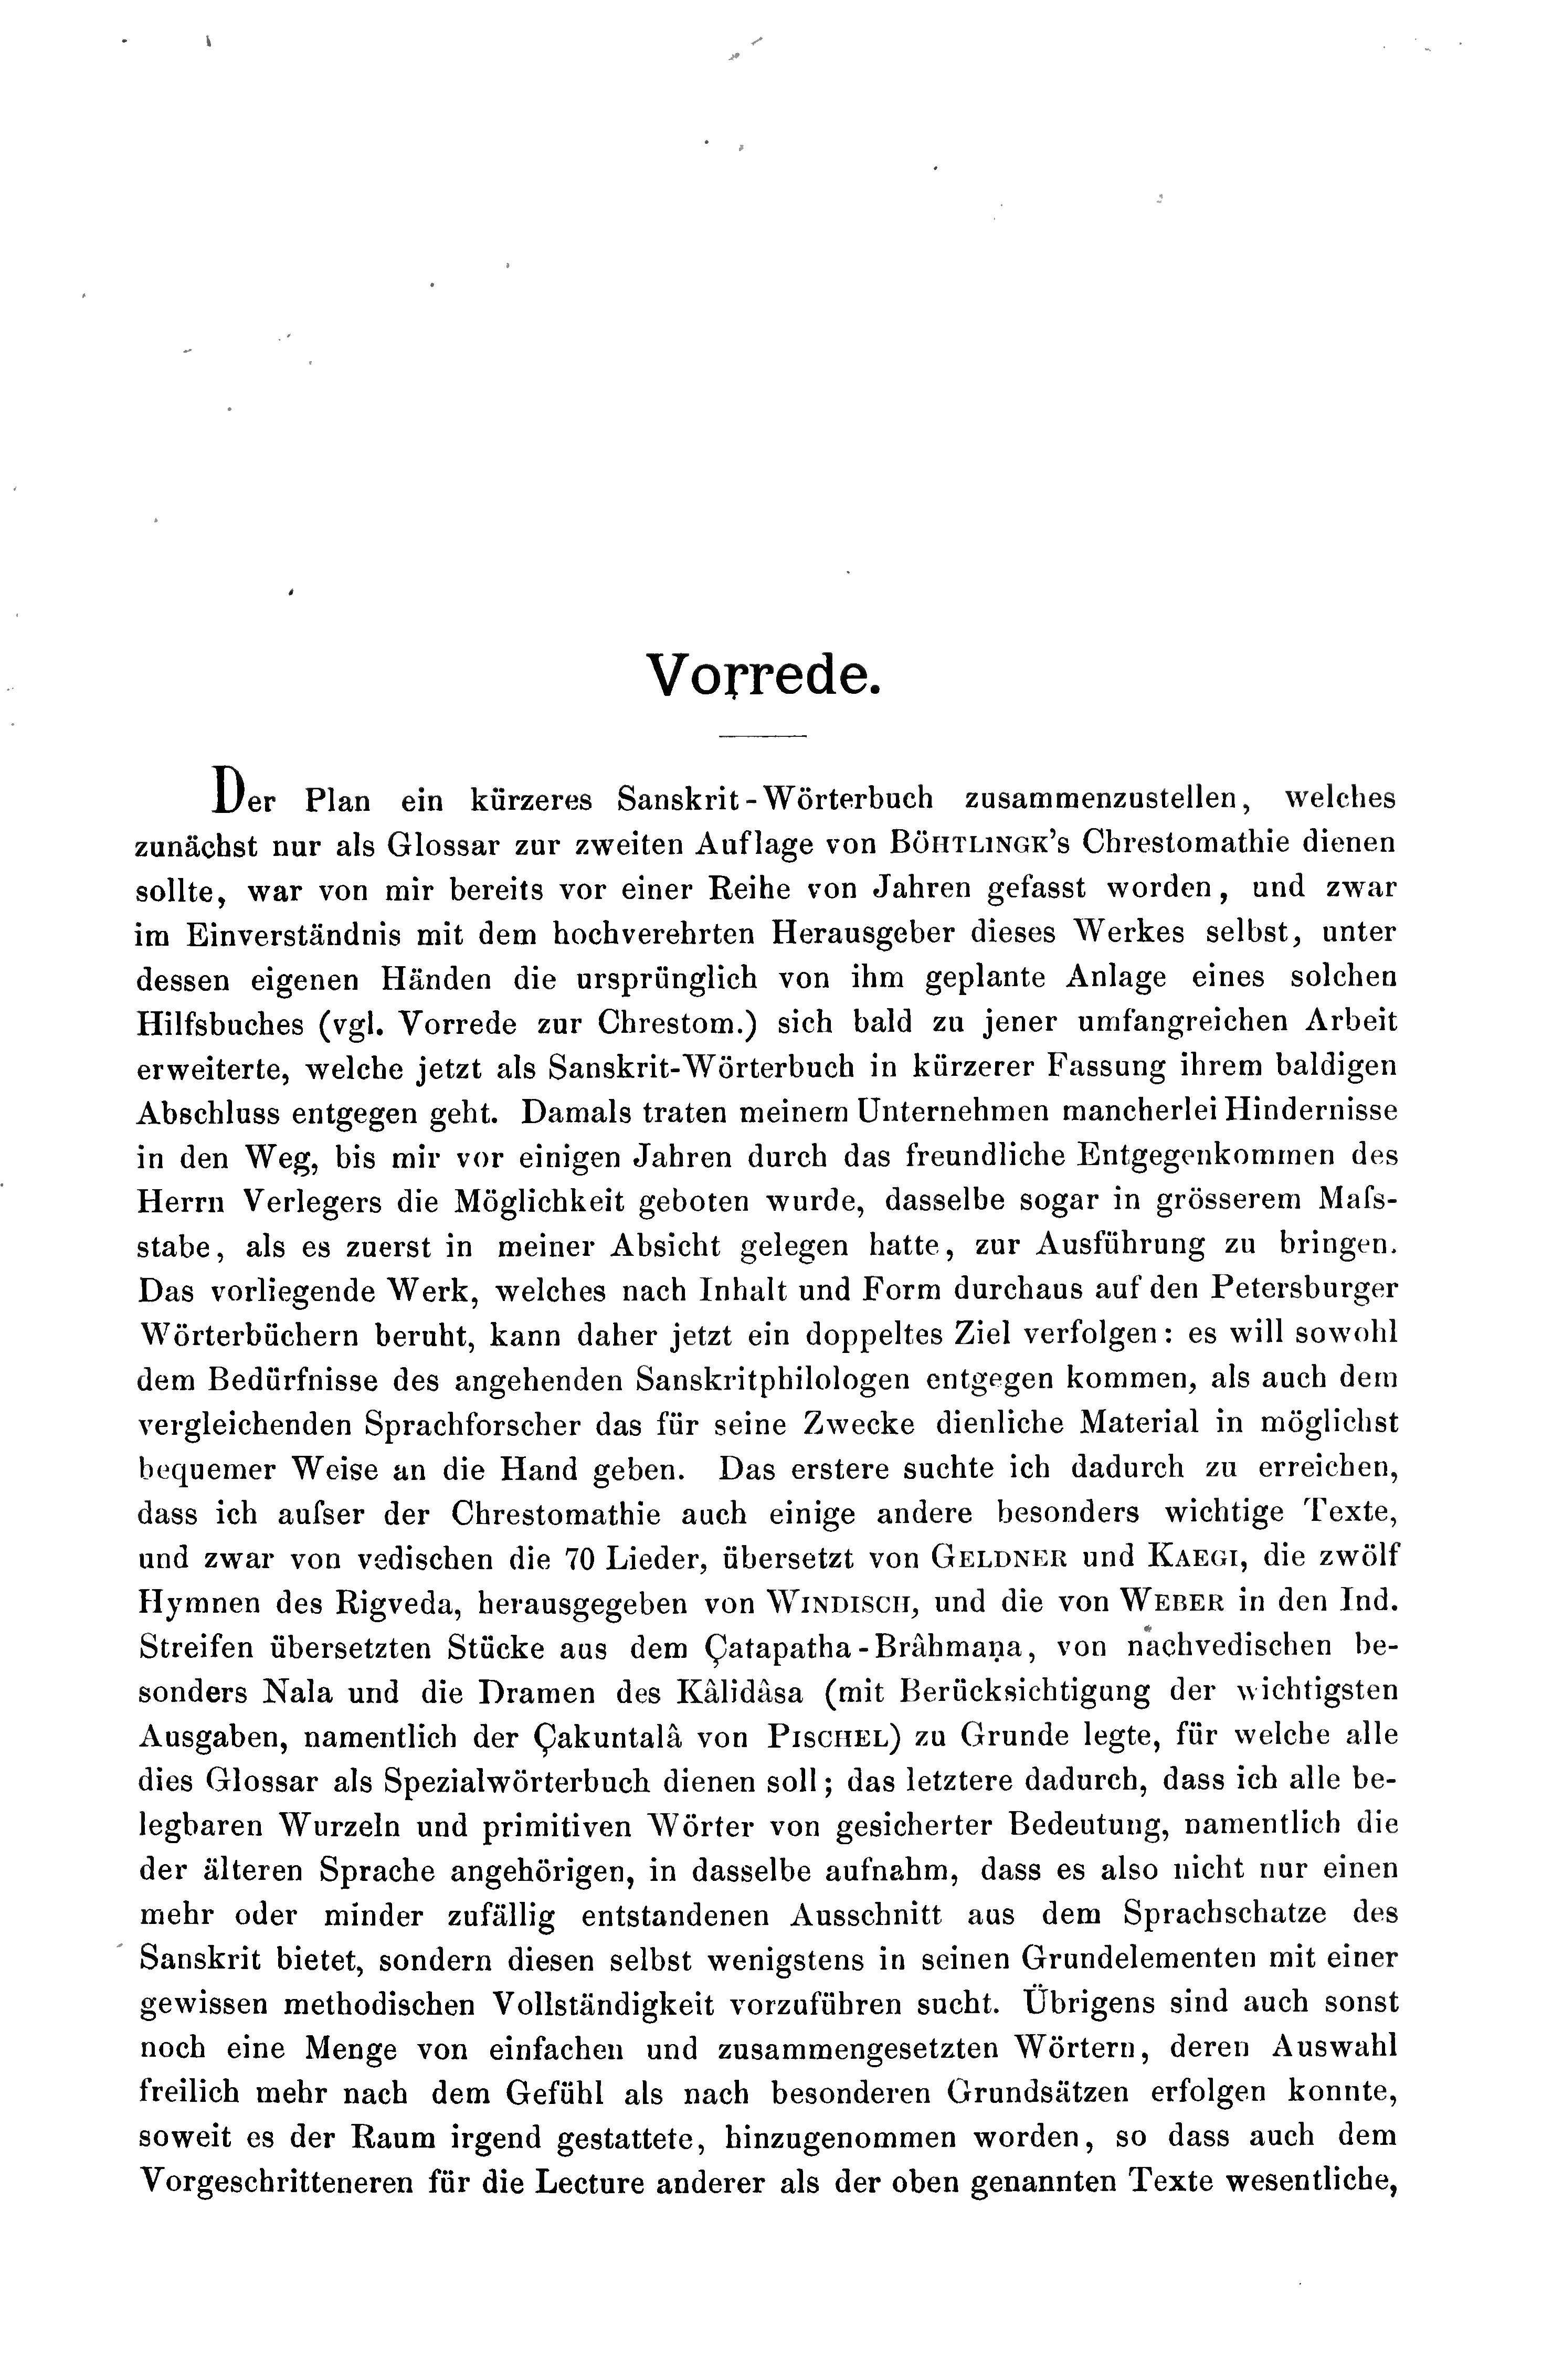 Vorrede.
Der Plan ein kürzeres Sanskrit-Wörterbuch zusammenzustellen, welches
zunächst nur als Glossar zur zweiten Auflage von BÖHTLINGK's Chrestomathie dienen
sollte, war von mir bereits vor einer Reihe von Jahren gefasst worden, und zwar
im Einverständnis mit dem hochverehrten Herausgeber dieses Werkes selbst, unter
dessen eigenen Händen die ursprünglich von ihm geplante Anlage eines solchen
Hilfsbuches (vgl. Vorrede zur Chrestom.) sich bald zu jener umfangreichen Arbeit
erweiterte, welche jetzt als Sanskrit-Wörterbuch in kürzerer Fassung ihrem baldigen
Abschluss entgegen geht. Damals traten meinem Unternehmen mancherlei Hindernisse
in den Weg, bis mir vor einigen Jahren durch das freundliche Entgegenkommen des
Herrn Verlegers die Möglichkeit geboten wurde, dasselbe sogar in grösserem Maſs-
stabe, als es zuerst in meiner Absicht gelegen hatte, zur Ausführung zu bringen.
Das vorliegende Werk, welches nach Inhalt und Form durchaus auf den Petersburger
Wörterbüchern beruht, kann daher jetzt ein doppeltes Ziel verfolgen: es will sowohl
dem Bedürfnisse des angehenden Sanskritphilologen entgegen kommen, als auch dem
vergleichenden Sprachforscher das für seine Zwecke dienliche Material in möglichst
bequemer Weise an die Hand geben. Das erstere suchte ich dadurch zu erreichen,
dass ich auſser der Chrestomathie auch einige andere besonders wichtige Texte,
und zwar von vedischen die 70 Lieder, übersetzt von GELDNER und KAEGI, die zwölf
Hymnen des Rigveda, herausgegeben von WINDISCH, und die von WEBER in den Ind.
Streifen übersetzten Stücke aus dem Çatapatha-Brâhmaṇa, von nachvedischen be-
sonders Nala und die Dramen des Kâlidâsa (mit Berücksichtigung der wichtigsten
Ausgaben, namentlich der Çakuntalâ von PISCHEL) zu Grunde legte, für welche alle
dies Glossar als Spezialwörterbuch dienen soll; das letztere dadurch, dass ich alle be-
legbaren Wurzeln und primitiven Wörter von gesicherter Bedeutung, namentlich die
der älteren Sprache angehörigen, in dasselbe aufnahm, dass es also nicht nur einen
mehr oder minder zufällig entstandenen Ausschnitt aus dem Sprachschatze des
Sanskrit bietet, sondern diesen selbst wenigstens in seinen Grundelementen mit einer
gewissen methodischen Vollständigkeit vorzuführen sucht. Übrigens sind auch sonst
noch eine Menge von einfachen und zusammengesetzten Wörtern, deren Auswahl
freilich mehr nach dem Gefühl als nach besonderen Grundsätzen erfolgen konnte,
soweit es der Raum irgend gestattete, hinzugenommen worden, so dass auch dem
Vorgeschritteneren für die Lecture anderer als der oben genannten Texte wesentliche,